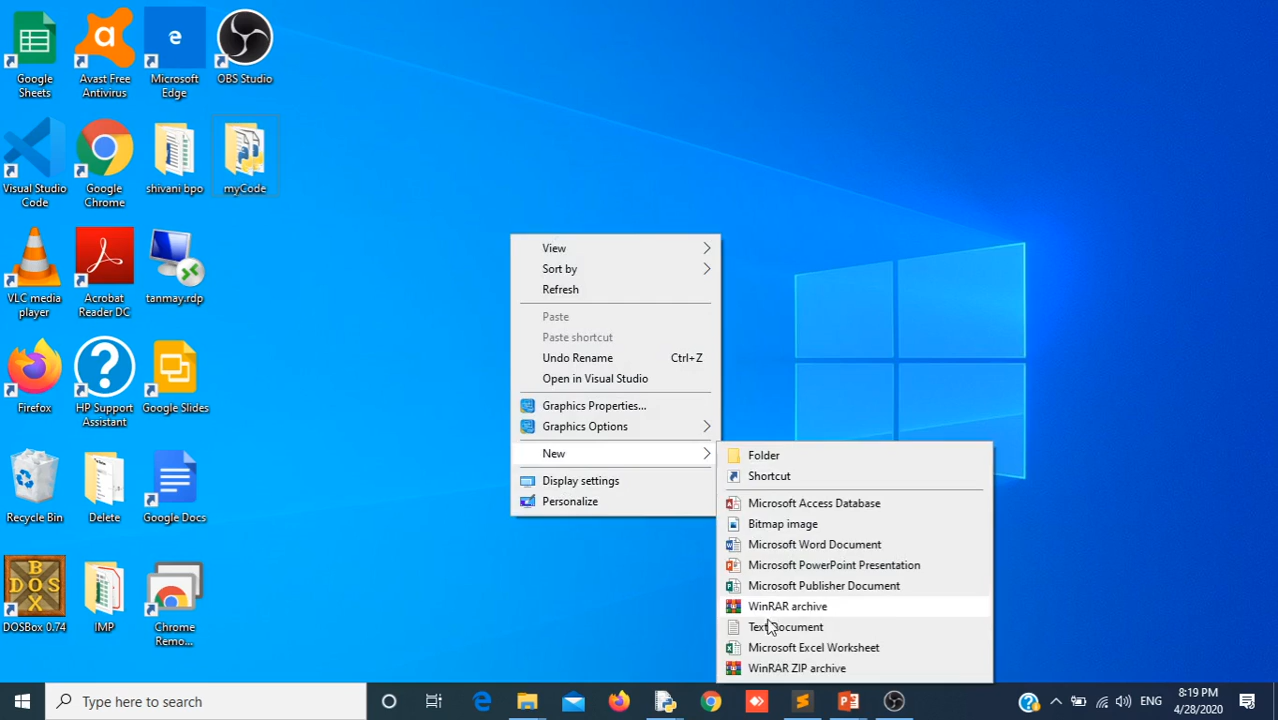 Google
Sheets
Avast Free
Antivirus
Microsoft
Edge
OBS Studio
Visual Studio
Code
Google
Chrome
shivani bpo
myCode
VLC media
player
Acrobat
Reader DC
tanmay.rdp
Firefox
HP Support
Assistant
Google Slides
Recycle Bin
Delete
Google Docs
DOSBox 0.74
IMP
Chrome
Remo...
View
Sort by
Refresh
Paste
Paste shortcut
Undo Rename Ctrl+Z
Open in Visual Studio
Graphics Properties...
Graphics Options
New
Display settings
Personalize
Folder
Shortcut
Microsoft Access Database
Bitmap image
Microsoft Word Document
Microsoft PowerPoint Presentation
Microsoft Publisher Document
WinRAR archive
Text Document
Microsoft Excel Worksheet
WinRAR ZIP archive
Type here to search
ENG
8:19 PM
4/28/2020